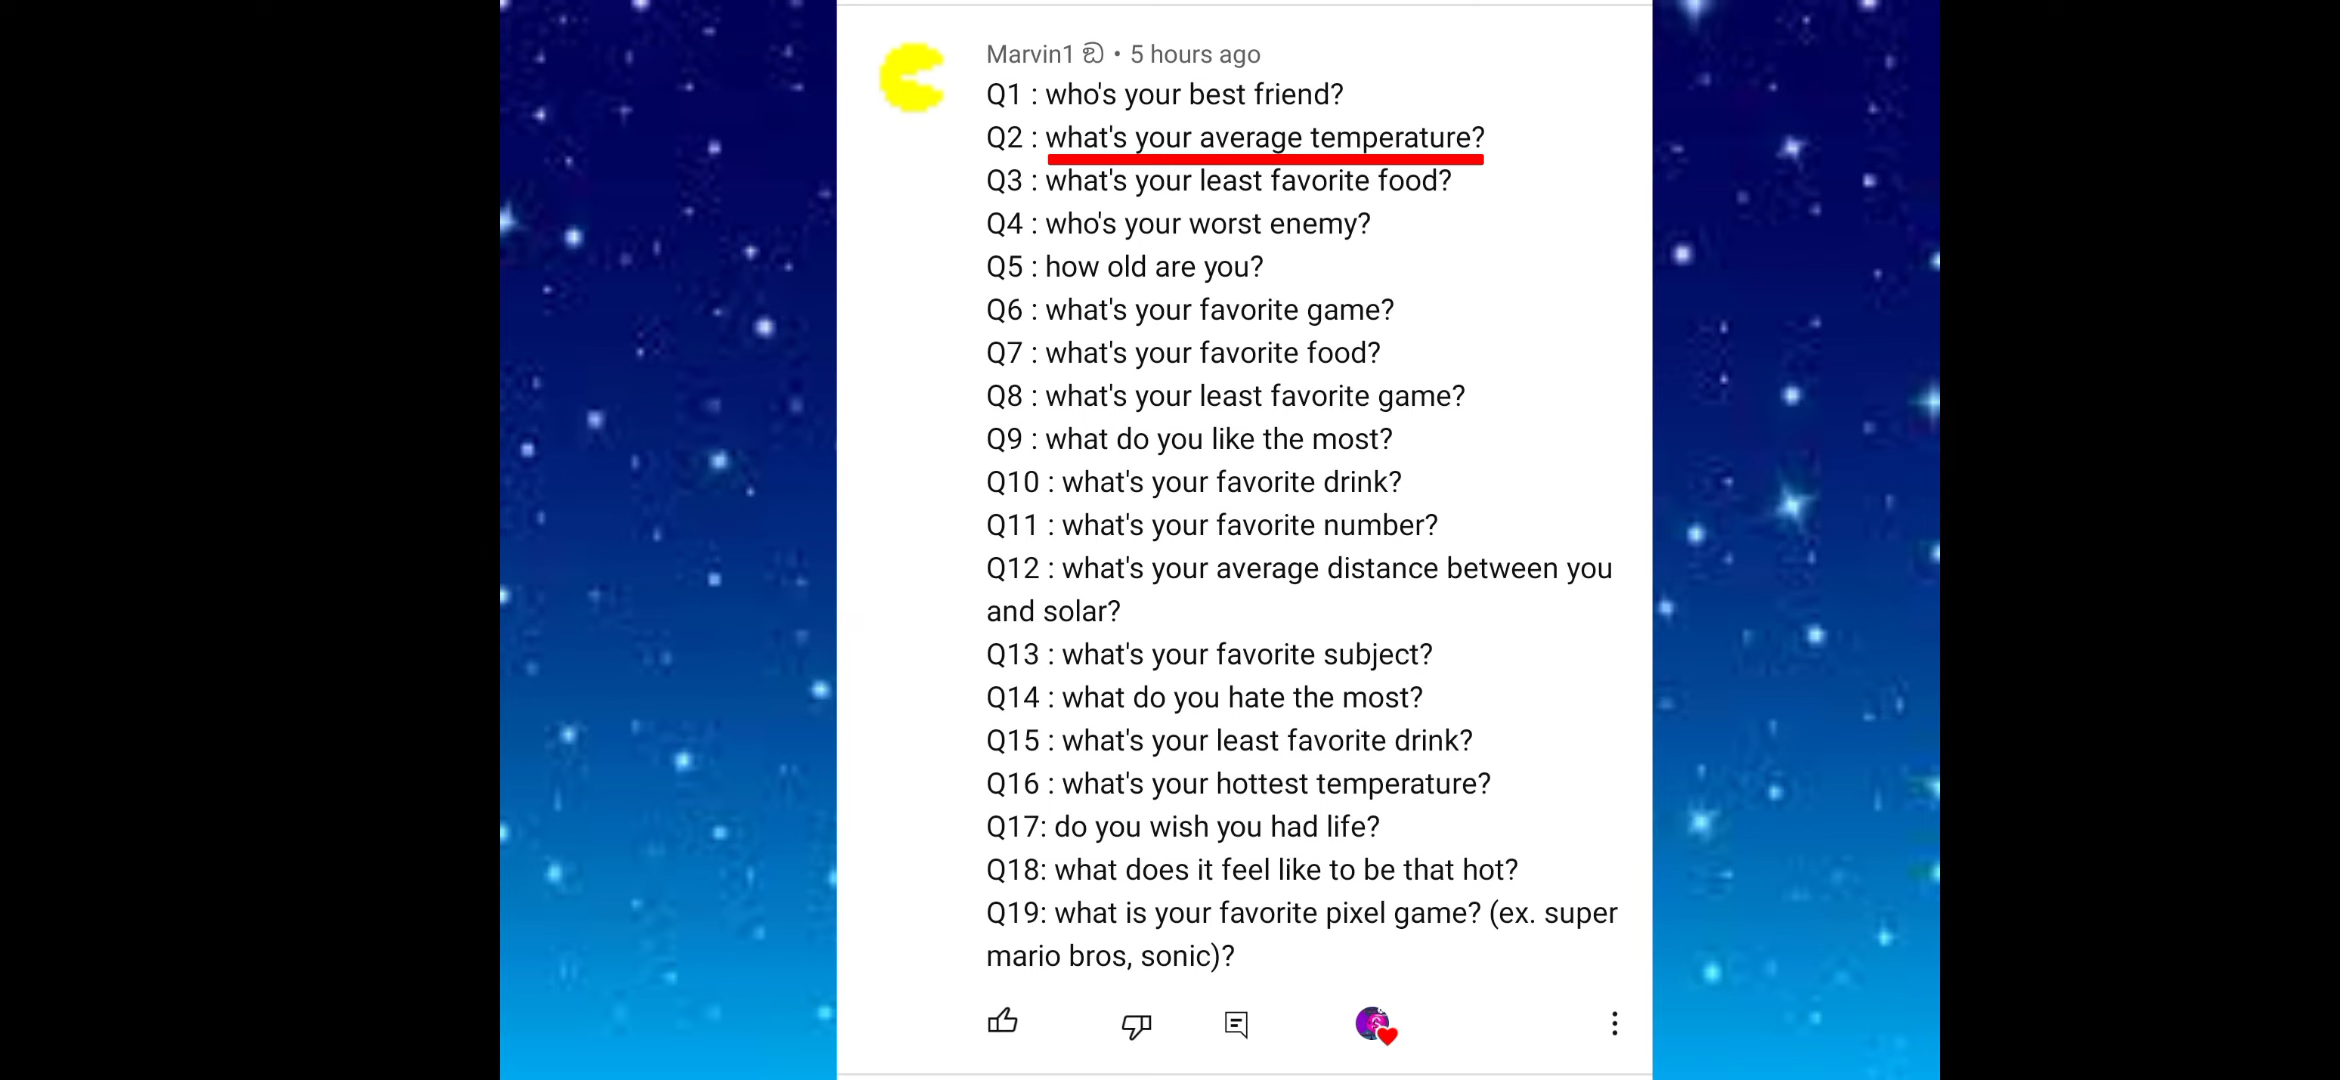 Marvin1 • 5 hours ago
Q1 : who's your best friend?
Q2 : what's your average temperature?
Q3 : what's your least favorite food?
Q4 : who's your worst enemy?
Q5 : how old are you?
Q6 : what's your favorite game?
Q7 : what's your favorite food?
Q8 : what's your least favorite game?
Q9 : what do you like the most?
Q10 : what's your favorite drink?
Q11 : what's your favorite number?
Q12 : what's your average distance between you
and solar?
Q13 : what's your favorite subject?
Q14 : what do you hate the most?
Q15 : what's your least favorite drink?
Q16 : what's your hottest temperature?
Q17: do you wish you had life?
Q18: what does it feel like to be that hot?
Q19: what is your favorite pixel game? (ex. super
mario bros, sonic)?